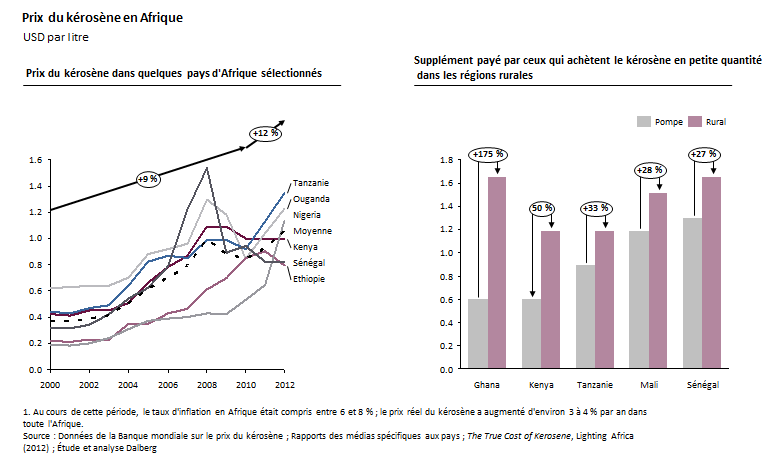 Prix du kérosène en Afrique
USD par litre
Prix du kérosène dans quelques pays d'Afrique sélectionnés
+12 %
+9 %
1.6
1.4
1.2
1.0
0.8
0.6
0.4
0.2
0.0
2000 2002 2004 2006 2008 2010 2012
Tanzanie
Ouganda
Nigeria
Moyenne
Kenya
Sénégal
Ethiopie
Supplément payé par ceux qui achètent le kérosène en petite quantité
dans les régions rurales
Pompe Rural
+175 % 50 % +33 % +28 % +27 %
1.8
1.6
1.4
1.2
1.0
0.8
0.6
0.4
0.2
0.0
Ghana Kenya Tanzanie Mali Sénégal
1. Au cours de cette période, le taux d'inflation en Afrique était compris entre 6 et 8 % ; le prix réel du kérosène a augmenté d'environ 3 à 4 % par an dans
toute l'Afrique.
Source : Données de la Banque mondiale sur le prix du kérosène ; Rapports des médias spécifiques aux pays ; The True Cost of Kerosene, Lighting Africa
(2012) ; Étude et analyse Dalberg